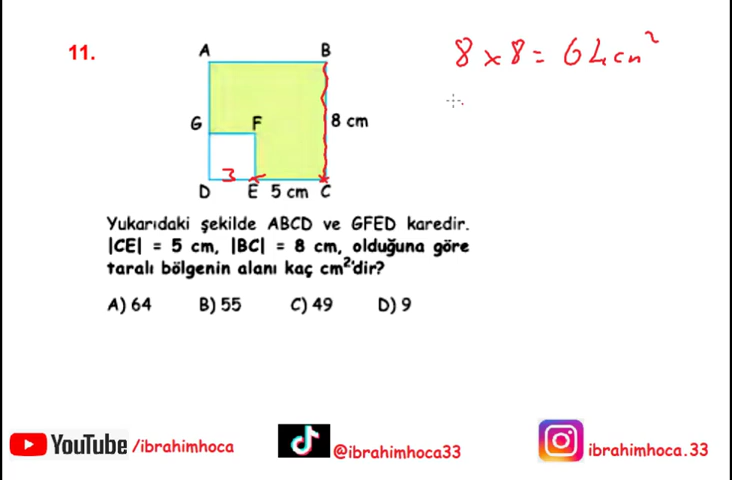 11.
A B
8 x 8 = 64 cm²
G F 8 cm
3
D E 5 cm C
Yukarıdaki şekilde ABCD ve GFED karedir.
|CE| = 5 cm, |BC| = 8 cm, olduğuna göre
taralı bölgenin alanı kaç cm²'dir?
A) 64 B) 55 C) 49 D) 9
YouTube /ibrahimhoca @ibrahimhoca33 ibrahimhoca.33